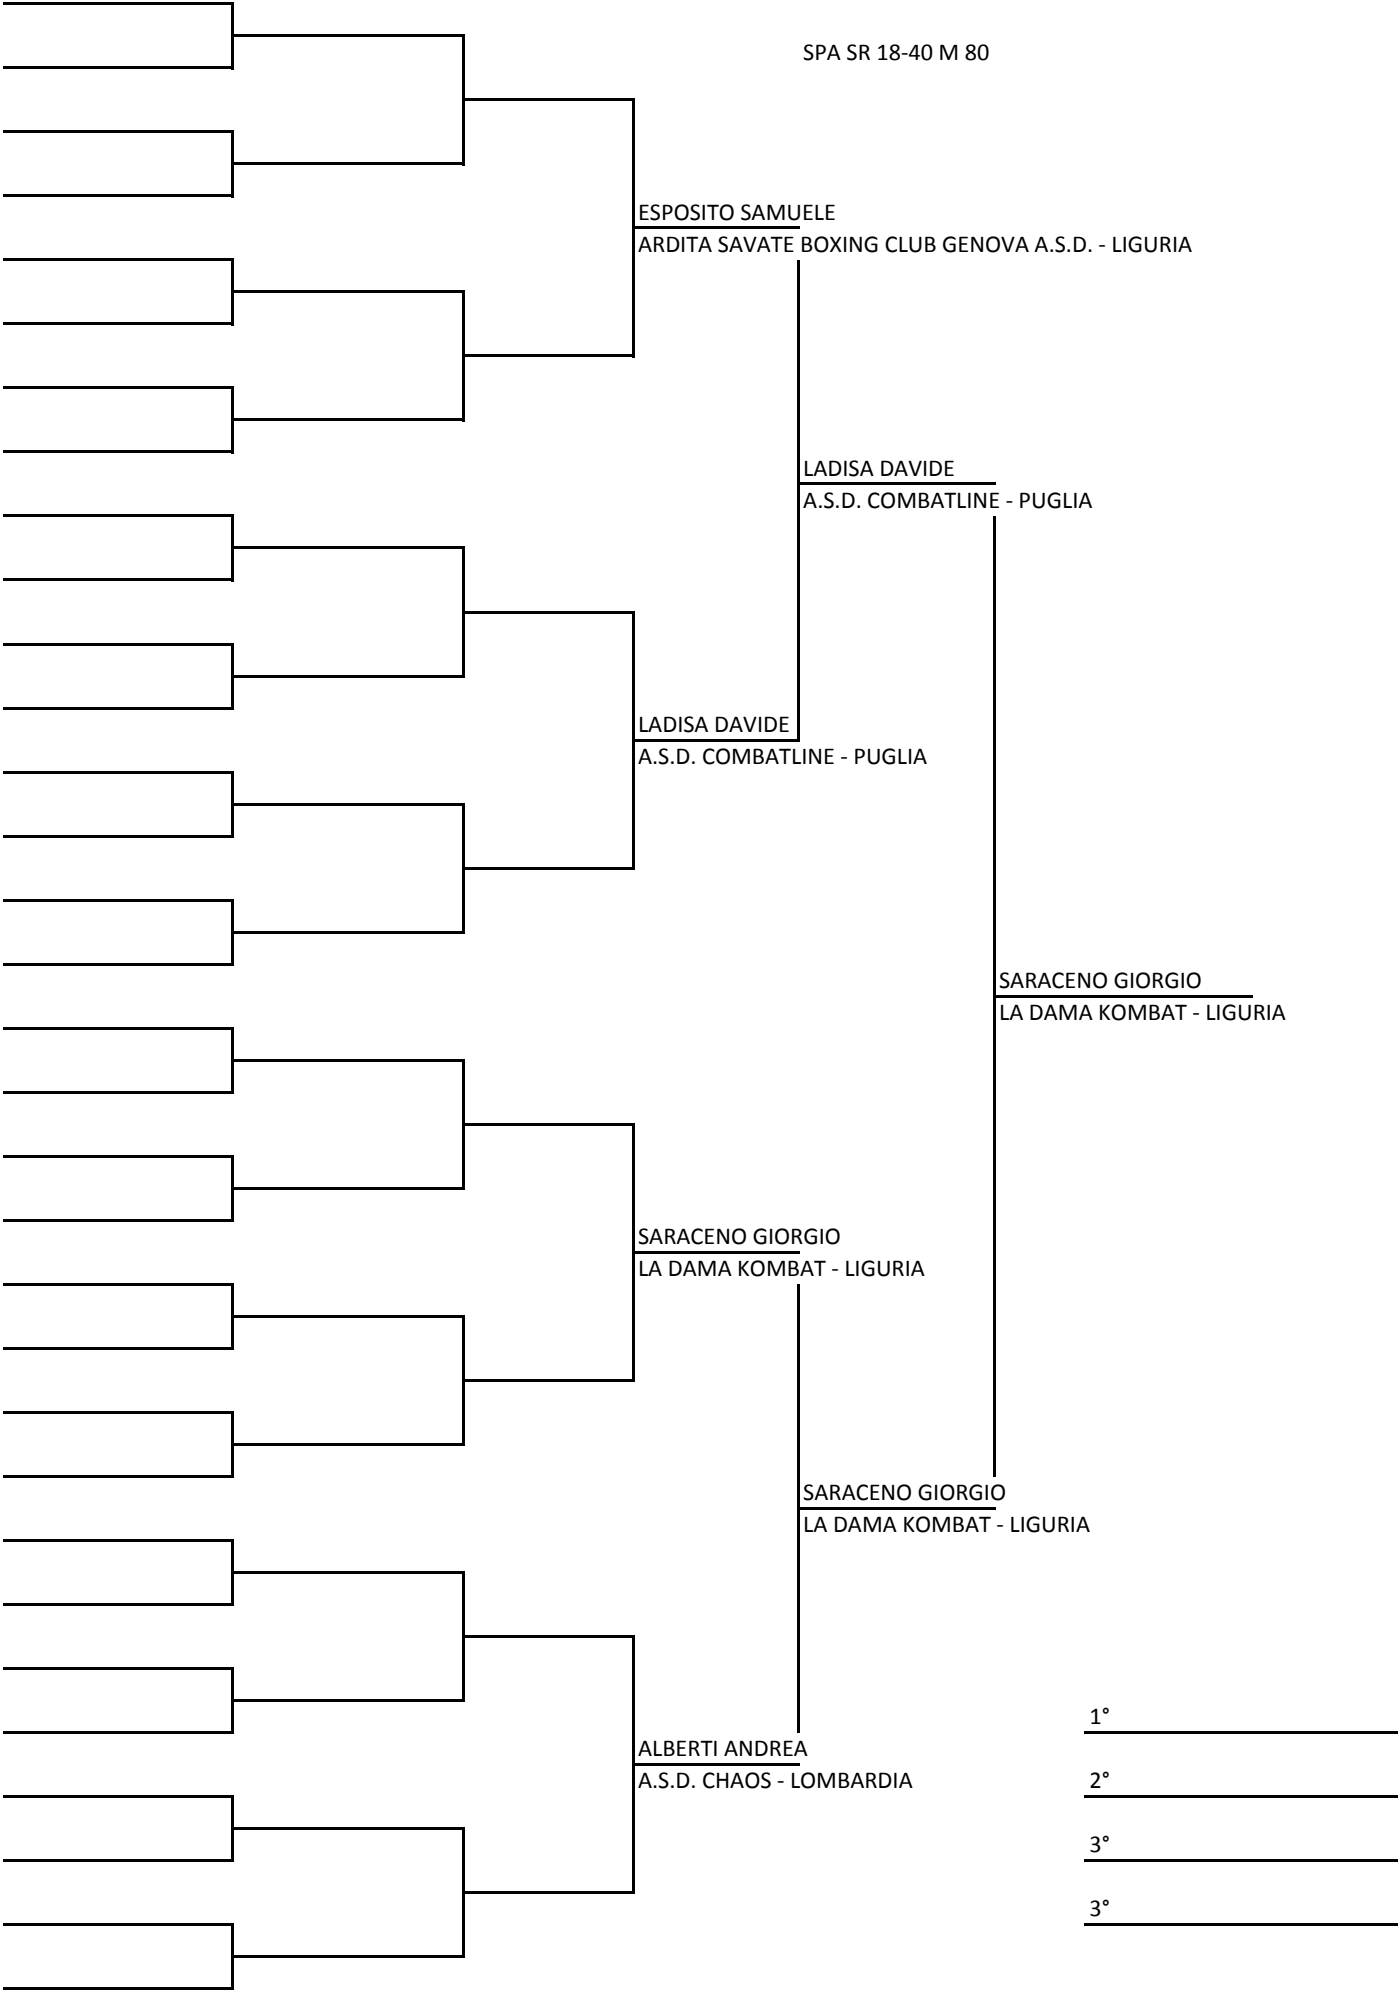 SPA SR 18-40 M 80
ESPOSITO SAMUELE
ARDITA SAVATE BOXING CLUB GENOVA A.S.D. - LIGURIA
LADISA DAVIDE
A.S.D. COMBATLINE - PUGLIA
LADISA DAVIDE
A.S.D. COMBATLINE - PUGLIA
SARACENO GIORGIO
LA DAMA KOMBAT - LIGURIA
SARACENO GIORGIO
LA DAMA KOMBAT - LIGURIA
SARACENO GIORGIO
LA DAMA KOMBAT - LIGURIA
1°
ALBERTI ANDREA
A.S.D. CHAOS - LOMBARDIA
2°
3°
3°